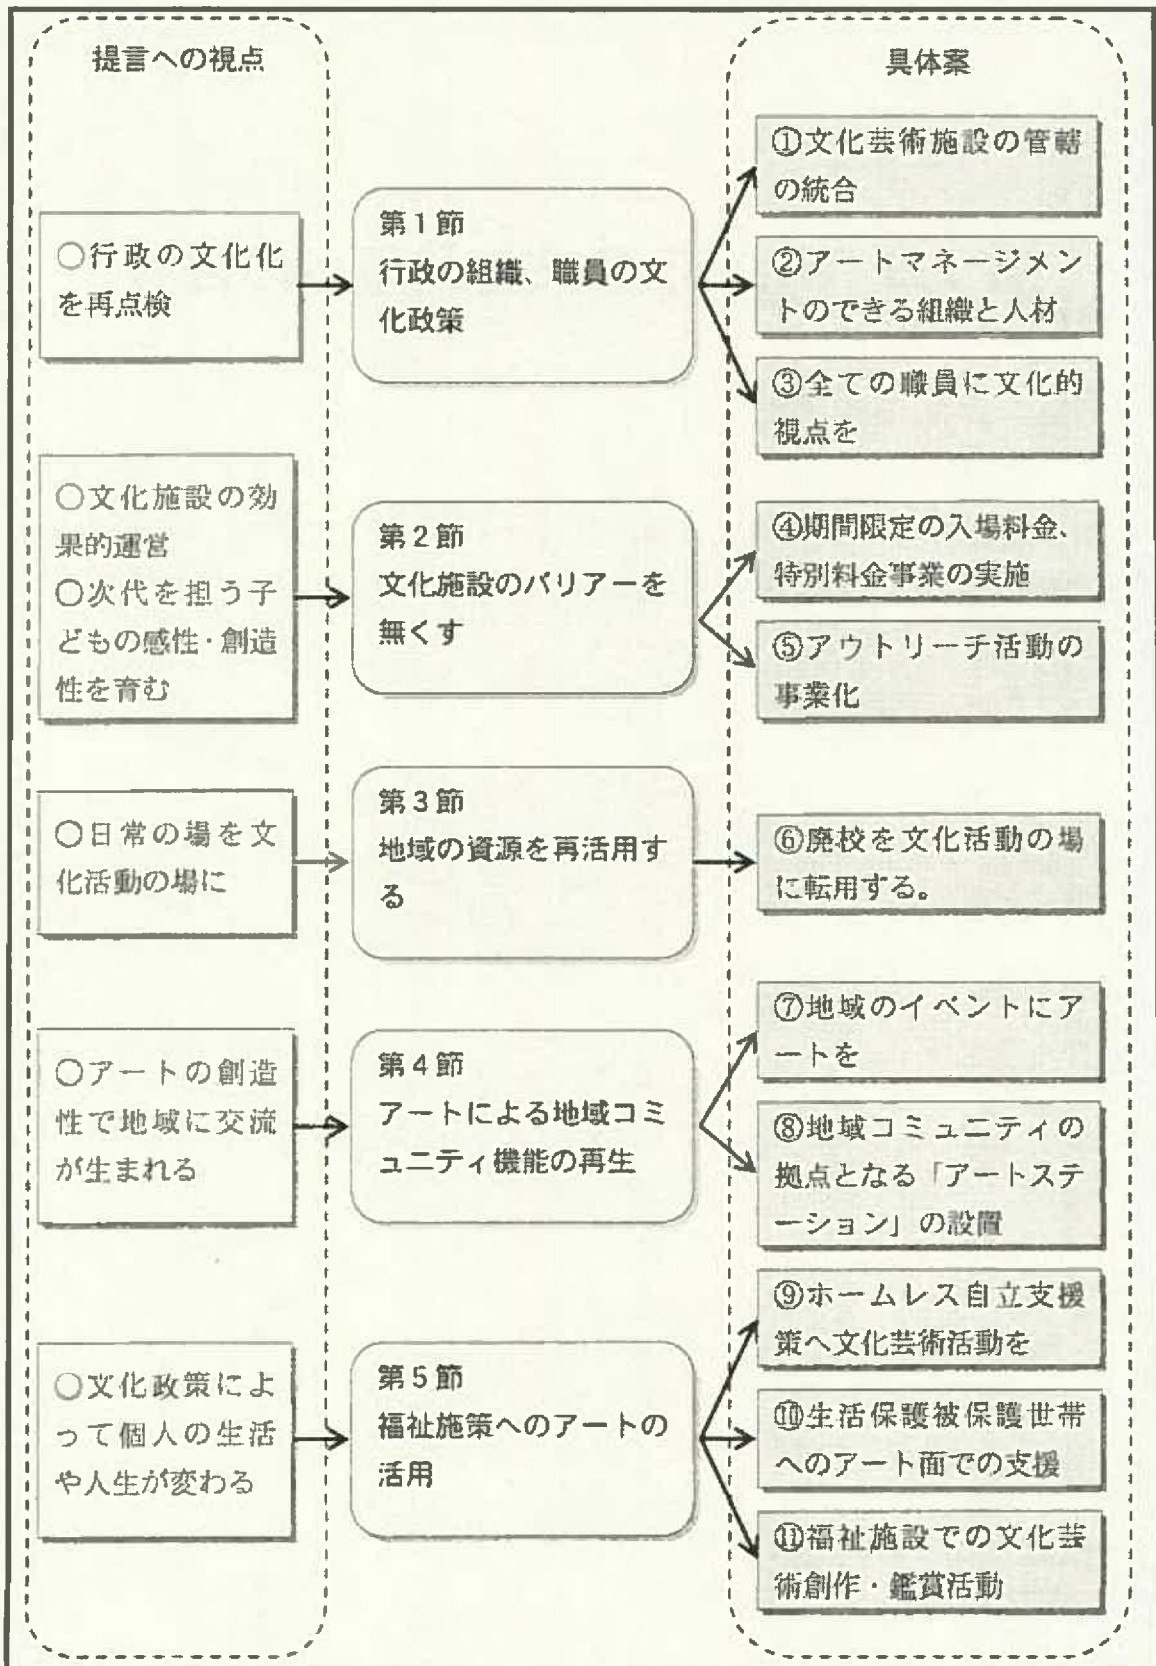 提言への視点
具体案
○行政の文化化
を再点検
第1節
行政の組織、職員の文
化政策
①文化芸術施設の管轄
の統合
②アートマネージメン
トのできる組織と人材
③全ての職員に文化的
視点を
○文化施設の効
果的運営
○次代を担う子
どもの感性・創造
性を育む
第2節
文化施設のバリアーを
無くす
④期間限定の入場料金、
特別料金事業の実施
⑤アウトリーチ活動の
事業化
○日常の場を文
化活動の場に
第3節
地域の資源を再活用す
る
⑥廃校を文化活動の場
に転用する。
○アートの創造
性で地域に交流
が生まれる
第4節
アートによる地域コミ
ュニティ機能の再生
⑦地域のイベントにア
ートを
⑧地域コミュニティの
拠点となる「アートステ
ーション」の設置
○文化政策によ
って個人の生活
や人生が変わる
第5節
福祉施策へのアートの
活用
⑨ホームレス自立支援
策へ文化芸術活動を
⑩生活保護被保護世帯
へのアート面での支援
⑪福祉施設での文化芸
術創作・鑑賞活動